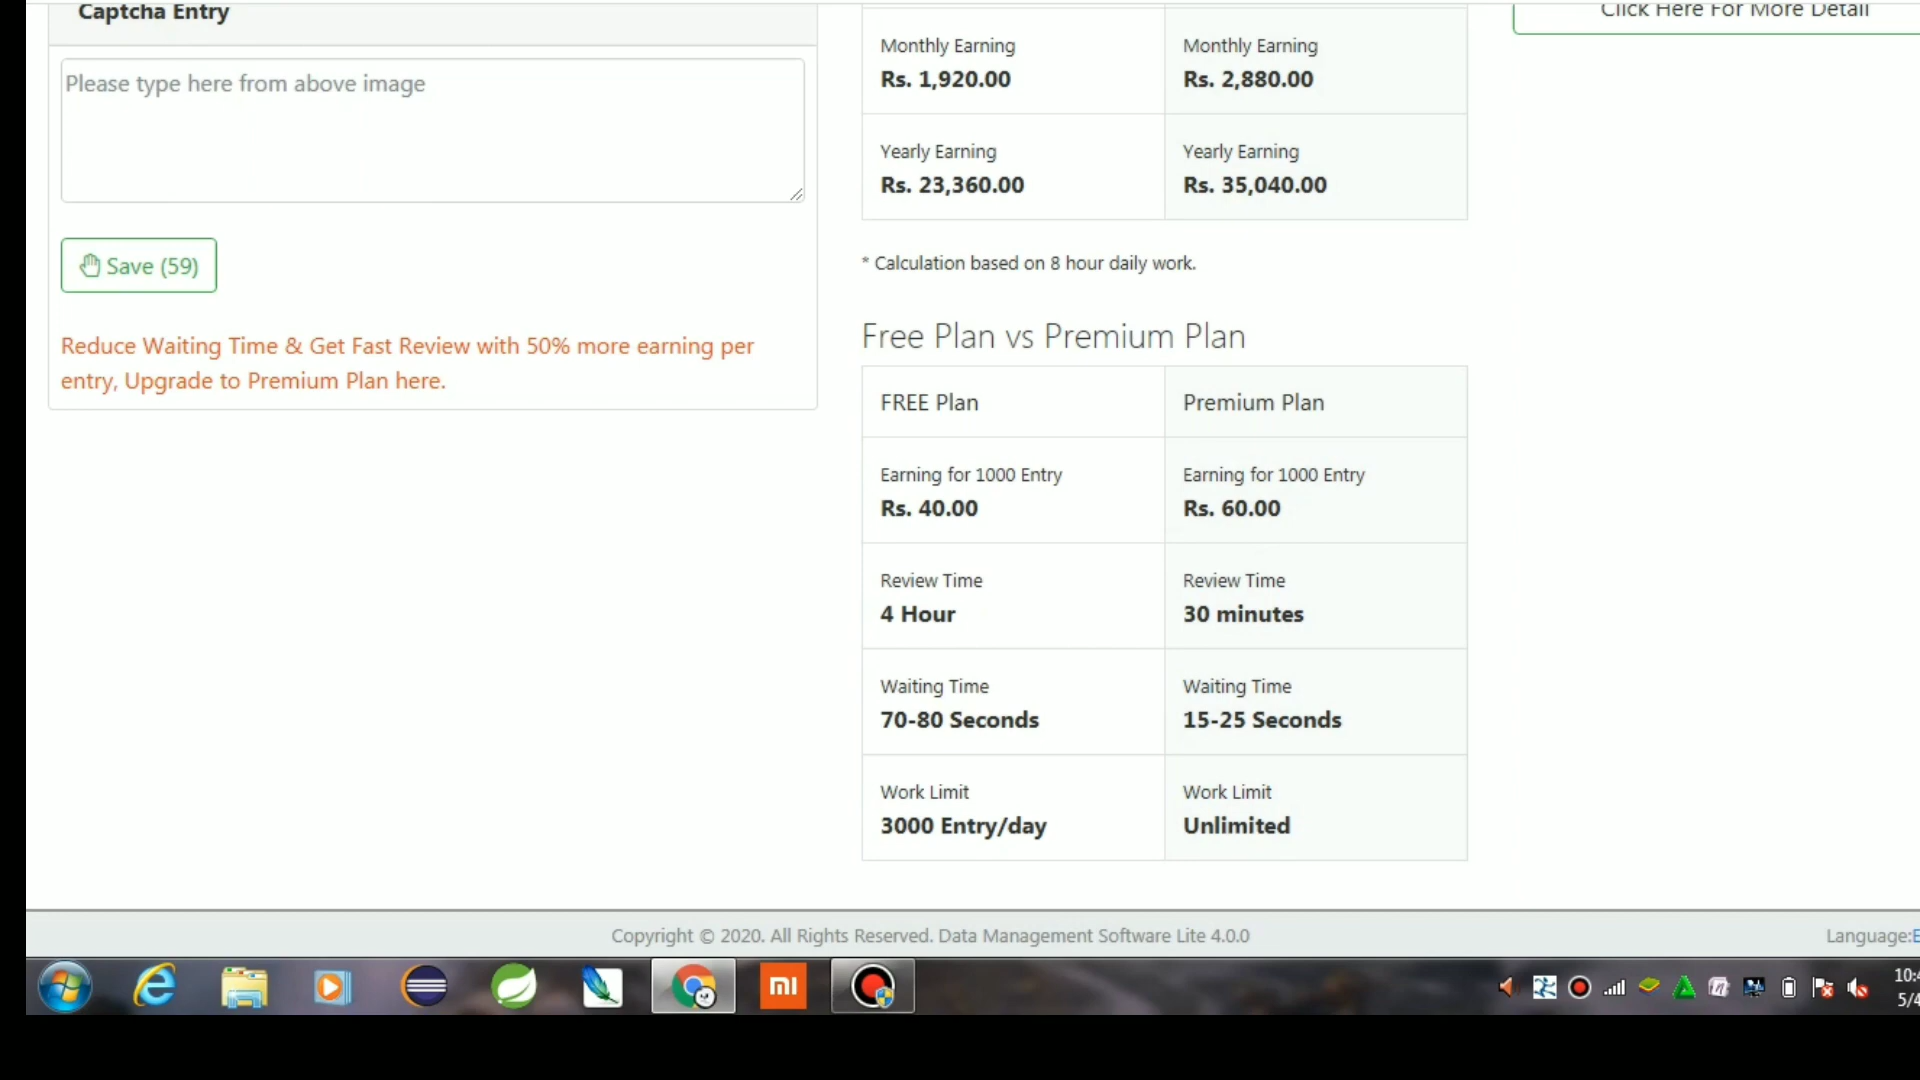 Captcha Entry
Please type here from above image
Save (59)
Reduce Waiting Time & Get Fast Review with 50% more earning per
entry, Upgrade to Premium Plan here.
Monthly Earning
Rs. 1,920.00
Monthly Earning
Rs. 2,880.00
Yearly Earning
Rs. 23,360.00
Yearly Earning
Rs. 35,040.00
* Calculation based on 8 hour daily work.
Free Plan vs Premium Plan
FREE Plan
Premium Plan
Earning for 1000 Entry
Rs. 40.00
Earning for 1000 Entry
Rs. 60.00
Review Time
4 Hour
Review Time
30 minutes
Waiting Time
70-80 Seconds
Waiting Time
15-25 Seconds
Work Limit
3000 Entry/day
Work Limit
Unlimited
Click Here For More Detail
Copyright © 2020. All Rights Reserved. Data Management Software Lite 4.0.0
Language:
mi